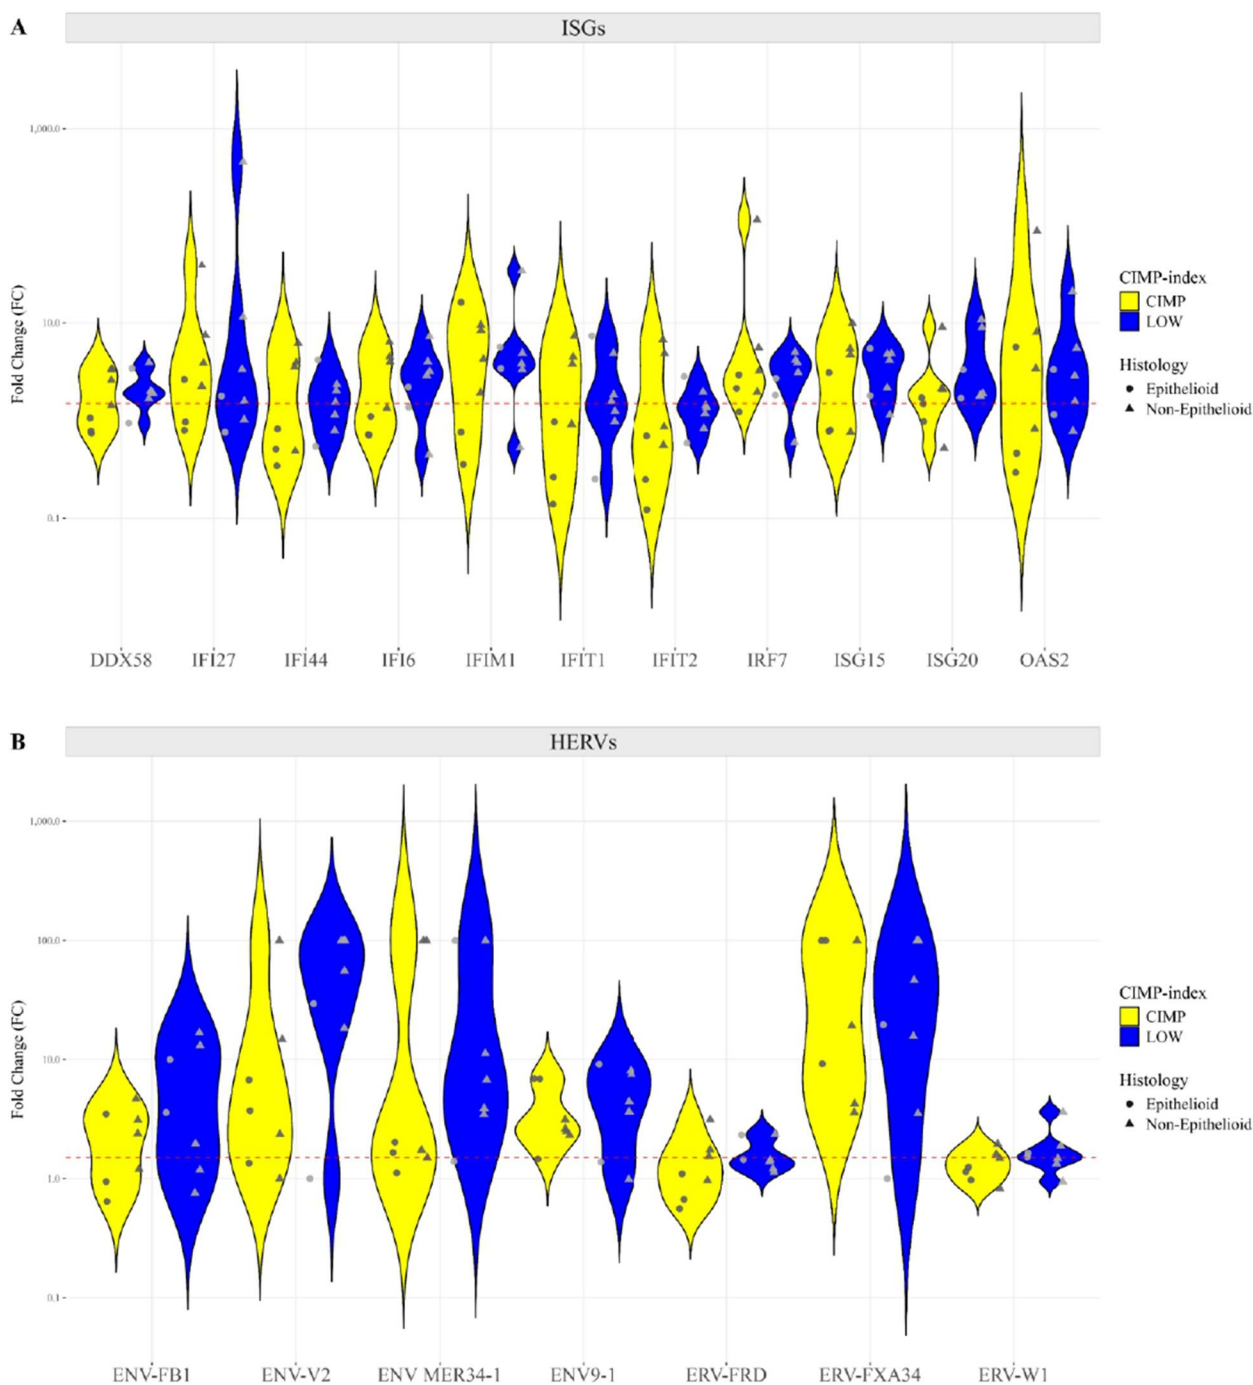 A
ISGs
1,000.0
10.0
0.1
Fold Change (FC)
DDX58 IFI27 IFI44 IFI6 IFIM1 IFIT1 IFIT2 IRF7 ISG15 ISG20 OAS2
CIMP-index
CIMP
LOW
Histology
Epithelioid
Non-Epithelioid
B
HERVs
1,000.0
100.0
10.0
1.0
0.1
Fold Change (FC)
ENV-FB1 ENV-V2 ENV MER34-1 ENV9-1 ERV-FRD ERV-FXA34 ERV-W1
CIMP-index
CIMP
LOW
Histology
Epithelioid
Non-Epithelioid